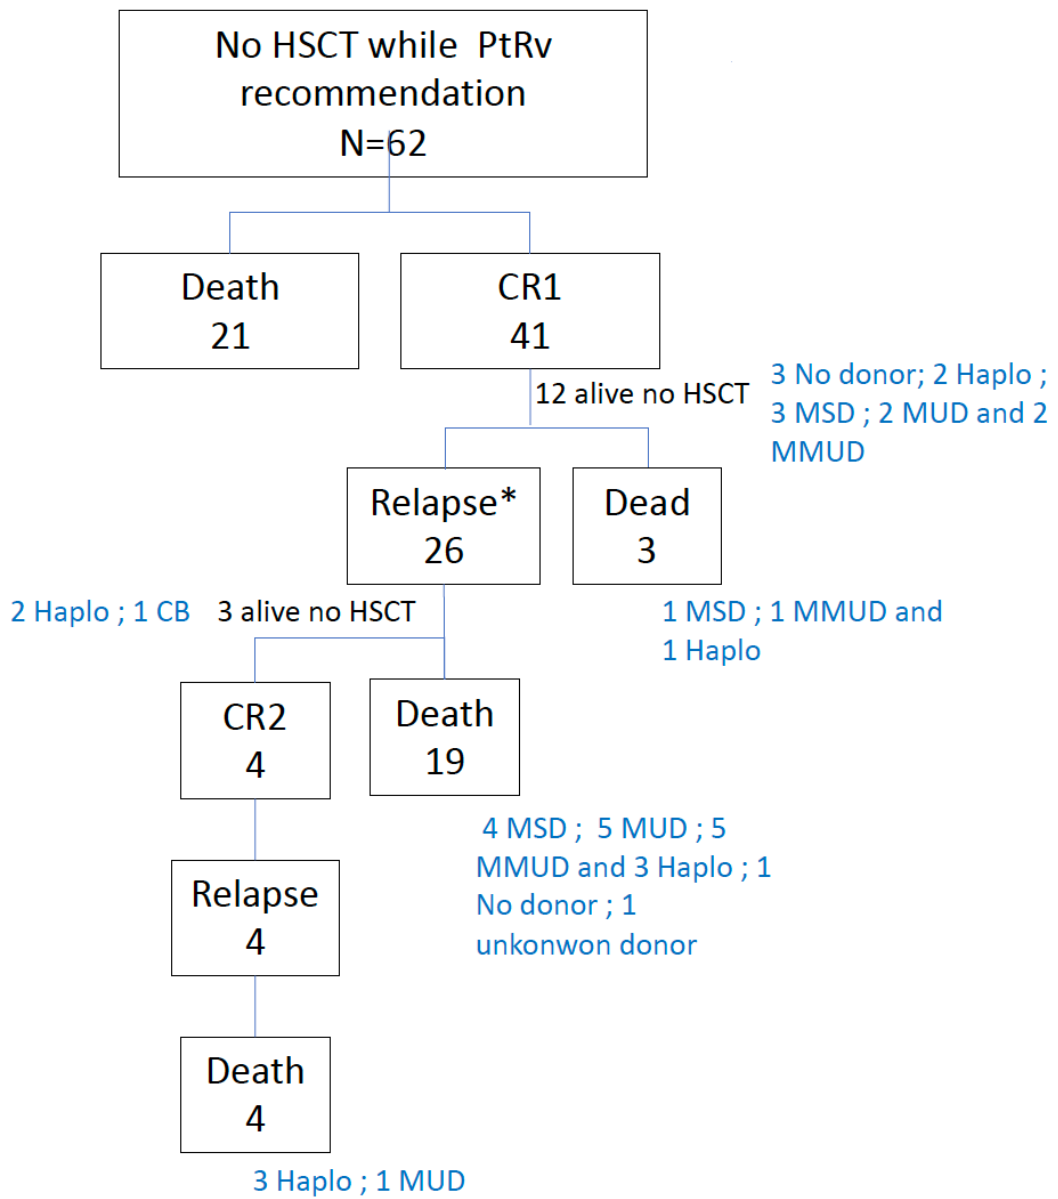 No HSCT while PtRv
recommendation
N=62
Death
21
CR1
41
12 alive no HSCT
3 No donor; 2 Haplo ;
3 MSD ; 2 MUD and 2
MMUD
Relapse*
26
Dead
3
2 Haplo ; 1 CB
3 alive no HSCT
1 MSD ; 1 MMUD and
1 Haplo
CR2
4
Death
19
4 MSD ; 5 MUD ; 5
MMUD and 3 Haplo ; 1
No donor ; 1
unkonwon donor
Relapse
4
Death
4
3 Haplo ; 1 MUD